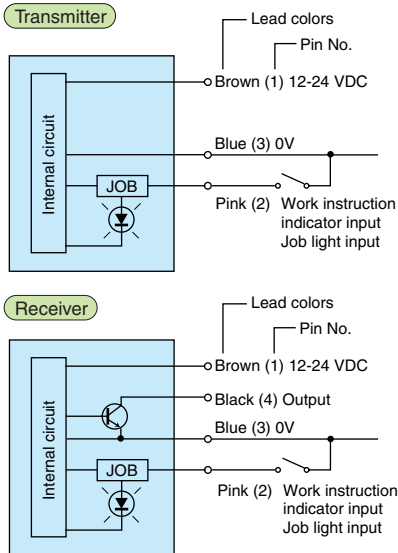 Transmitter
Lead colors
Pin No.
Brown (1) 12-24 VDC
Blue (3) 0V
Internal circuit
JOB
Pink (2) Work instruction
indicator input
Job light input
Receiver
Lead colors
Pin No.
Brown (1) 12-24 VDC
Black (4) Output
Blue (3) 0V
Internal circuit
JOB
Pink (2) Work instruction
indicator input
Job light input